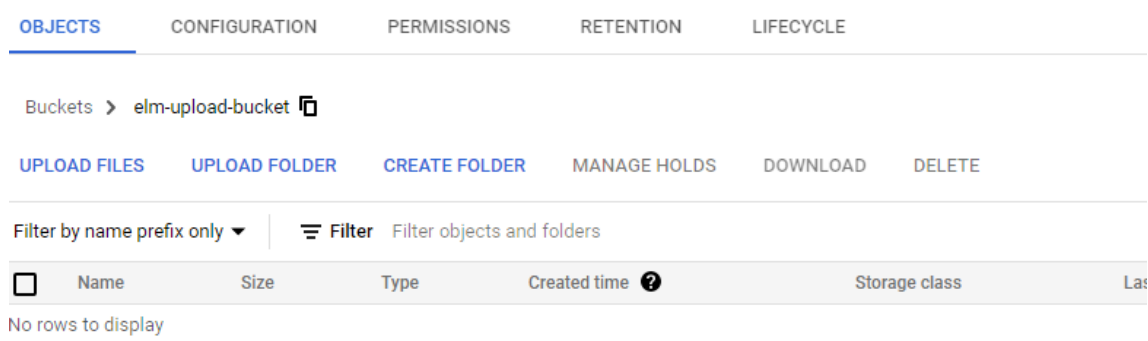 OBJECTS CONFIGURATION PERMISSIONS RETENTION LIFECYCLE
Buckets > elm-upload-bucket
UPLOAD FILES UPLOAD FOLDER CREATE FOLDER MANAGE HOLDS DOWNLOAD DELETE
Filter by name prefix only Filter Filter objects and folders
Name Size Type Created time ? Storage class Las
No rows to display